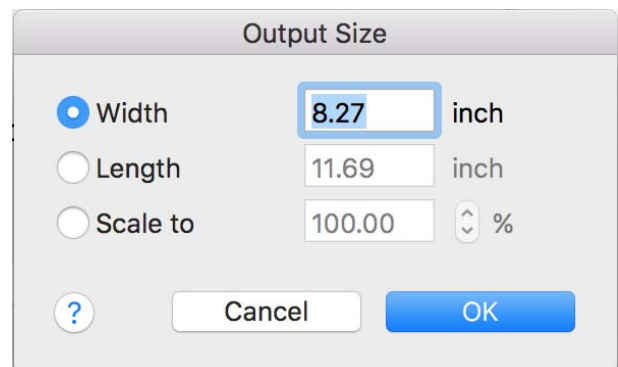 Output Size
Width 8.27 inch
Length 11.69 inch
Scale to 100.00 %
? Cancel OK